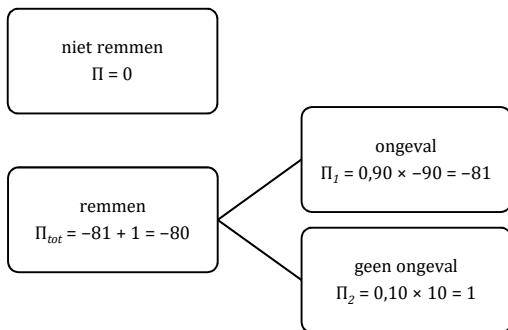 niet remmen
Π = 0
ongeval
Π₁ = 0,90 × −90 = −81
remmen
Πₜₒₜ = −81 + 1 = −80
geen ongeval
Π₂ = 0,10 × 10 = 1